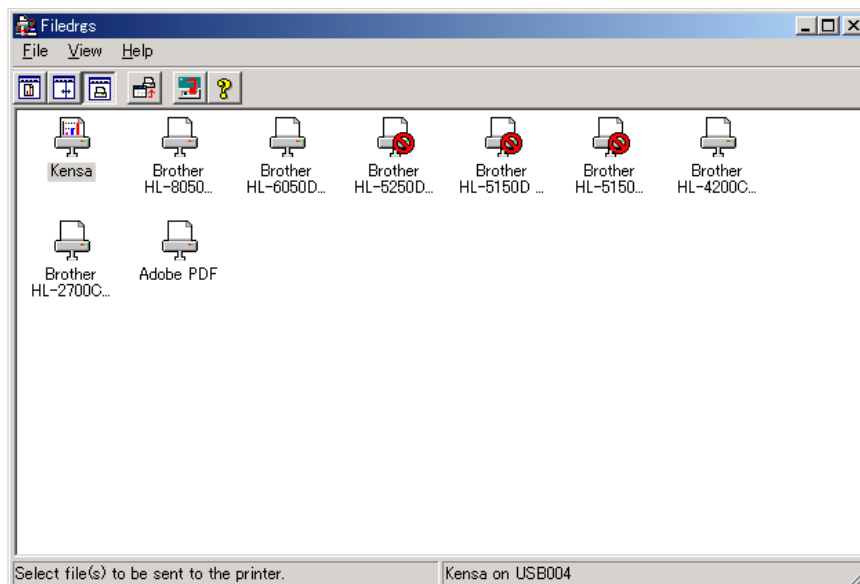 Filedrgs
File View Help
Kensa
Brother HL-8050...
Brother HL-6050D...
Brother HL-5250D...
Brother HL-5150D ...
Brother HL-5150...
Brother HL-4200C...
Brother HL-2700C...
Adobe PDF
Select file(s) to be sent to the printer.
Kensa on USB004